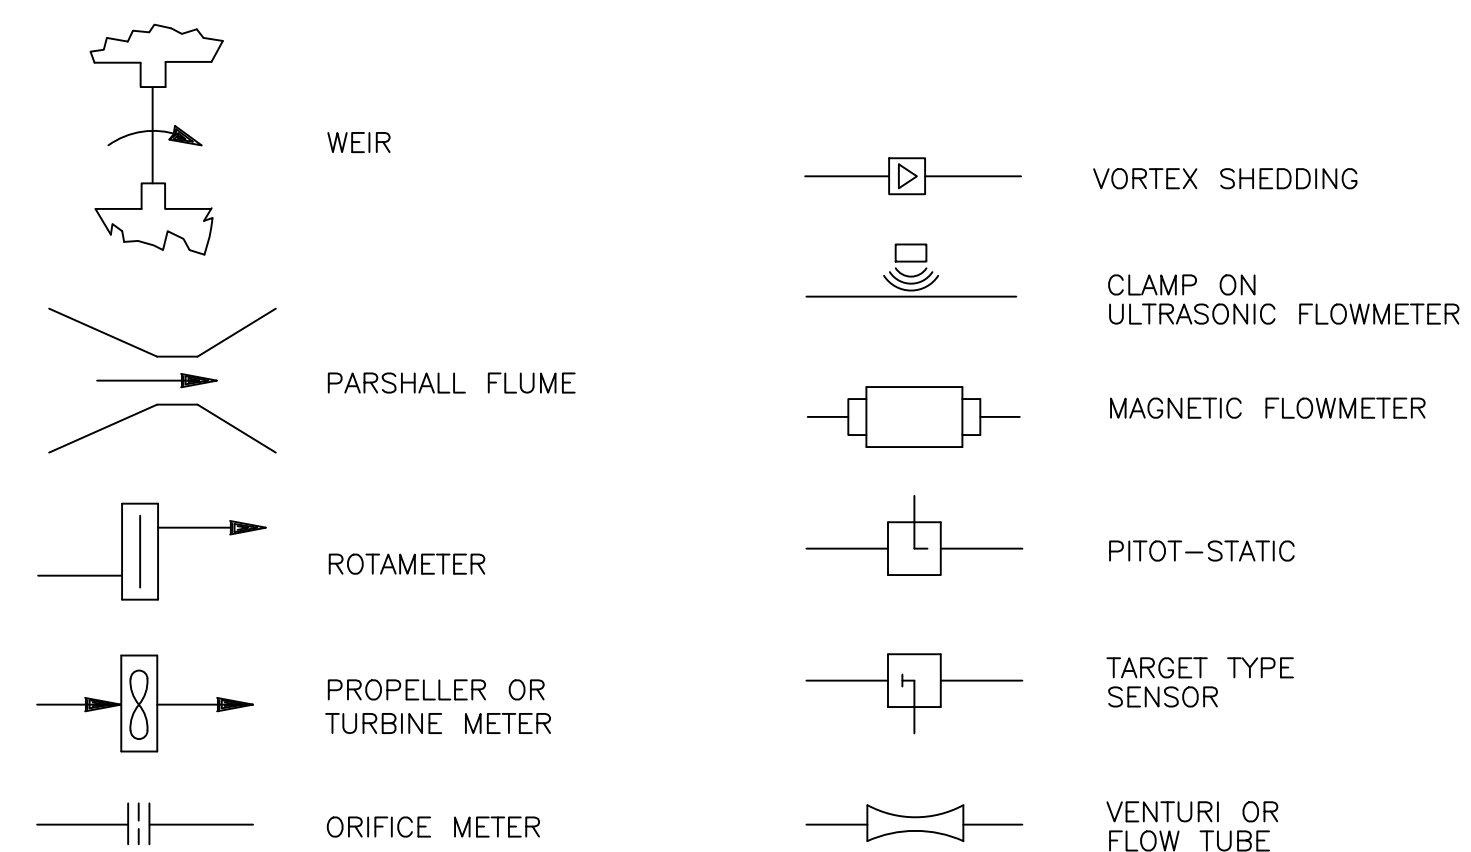 WEIR
PARSHALL FLUME
ROTAMETER
PROPELLER OR
TURBINE METER
ORIFICE METER
VORTEX SHEDDING
CLAMP ON
ULTRASONIC FLOWMETER
MAGNETIC FLOWMETER
PITOT-STATIC
TARGET TYPE
SENSOR
VENTURI OR
FLOW TUBE